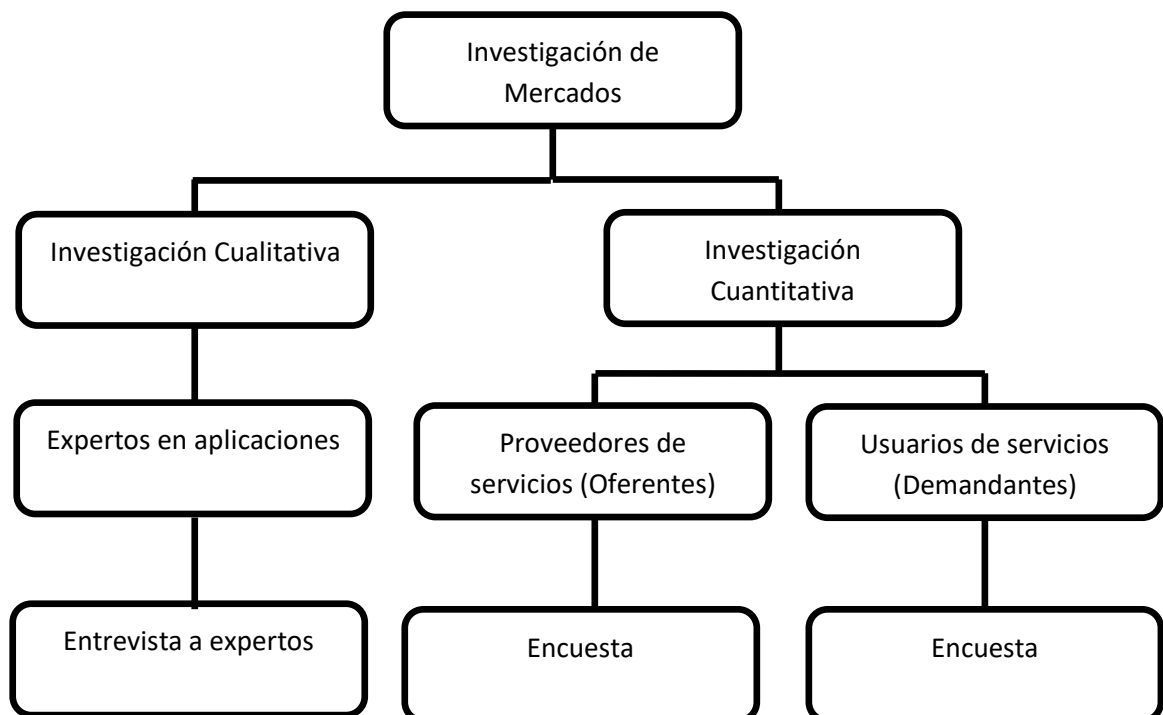 Investigación de
Mercados
Investigación Cualitativa
Investigación
Cuantitativa
Expertos en aplicaciones
Proveedores de
servicios (Oferentes)
Usuarios de servicios
(Demandantes)
Entrevista a expertos
Encuesta
Encuesta